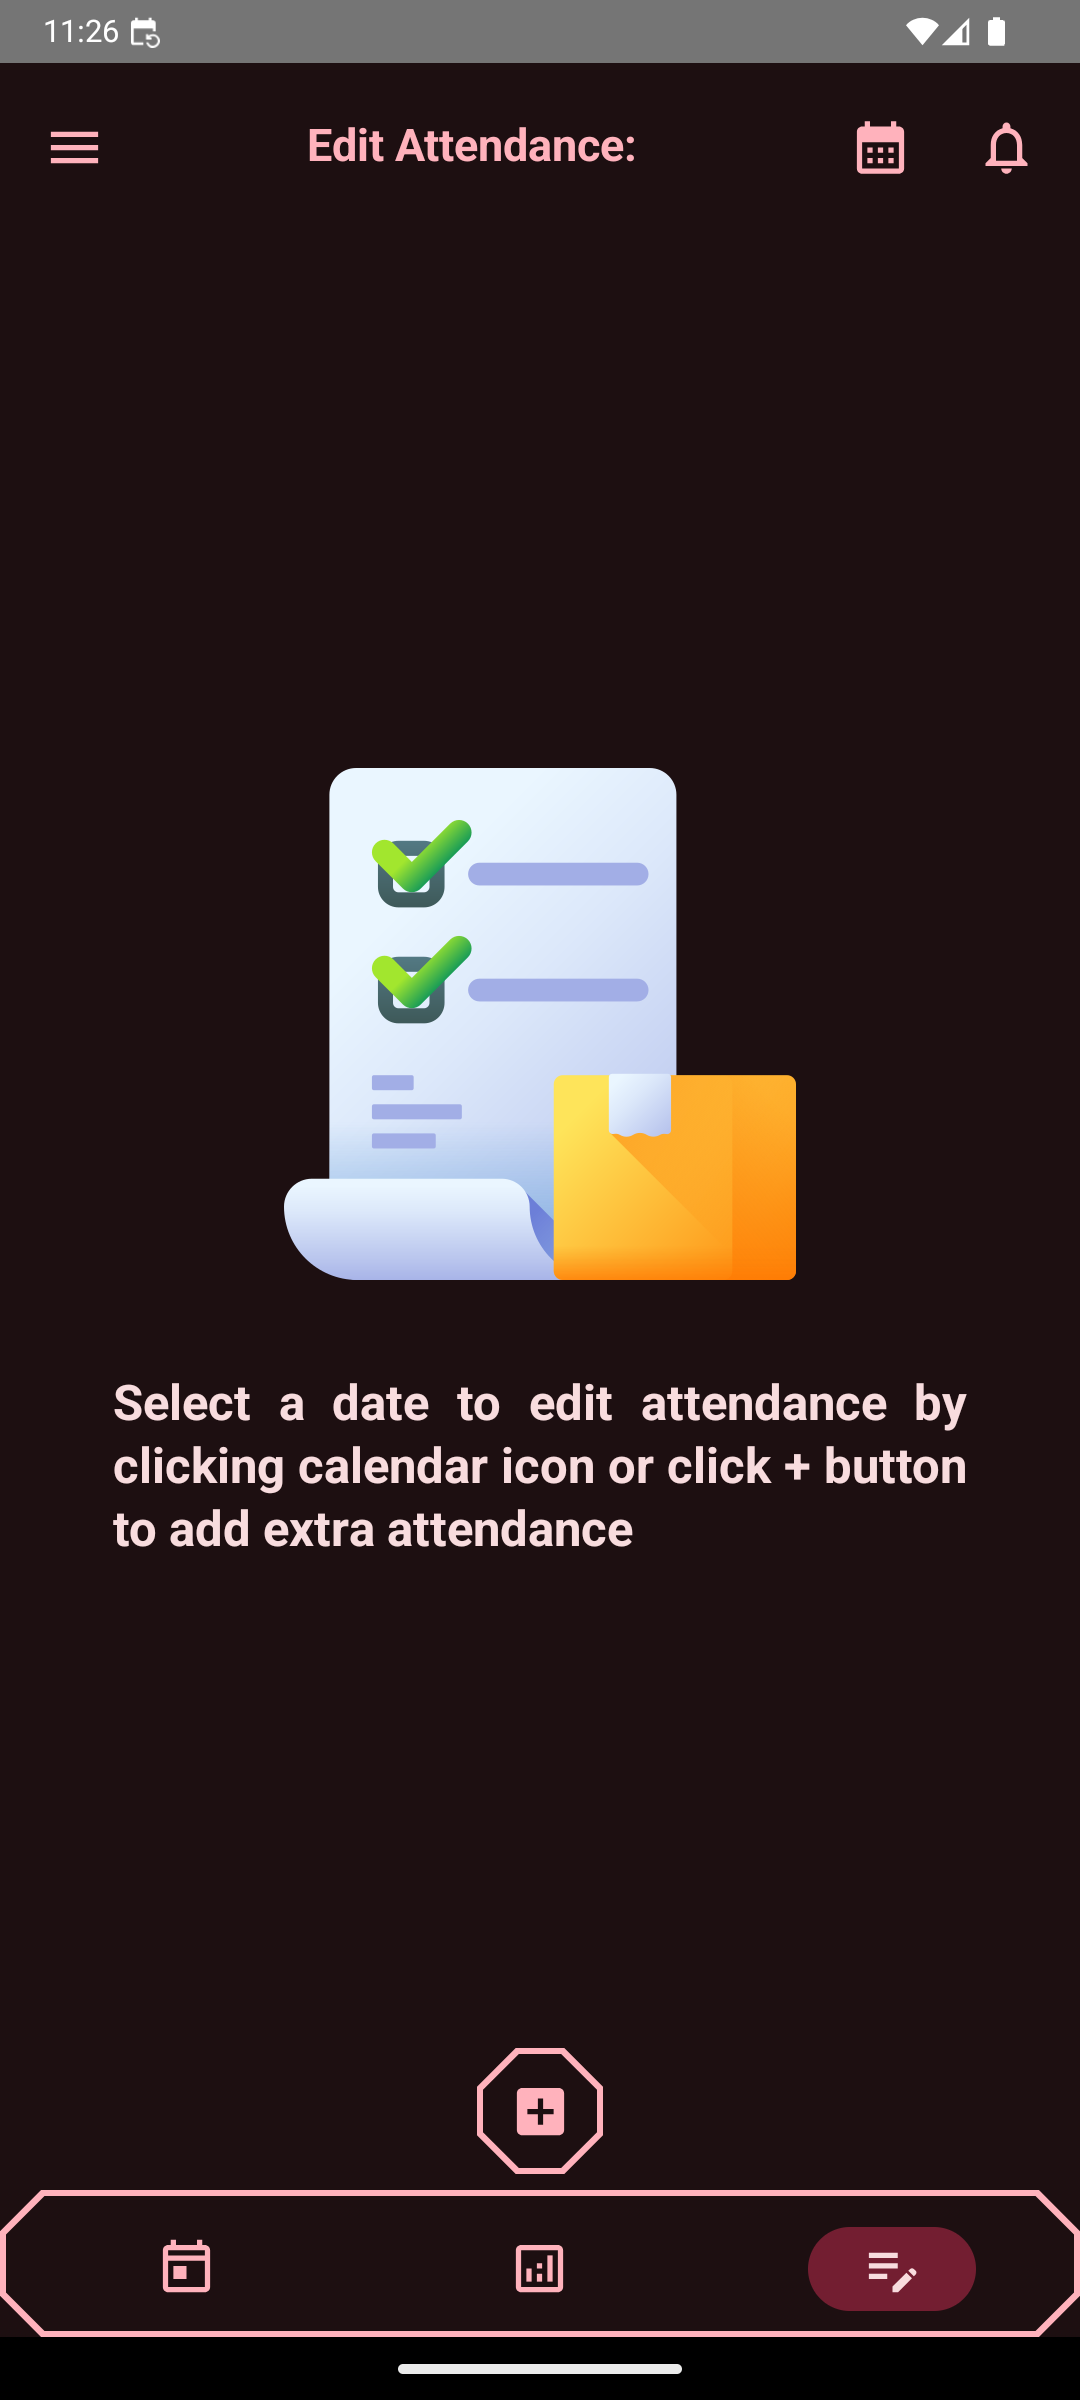 11:26
Edit Attendance:
Select a date to edit attendance by
clicking calendar icon or click + button
to add extra attendance